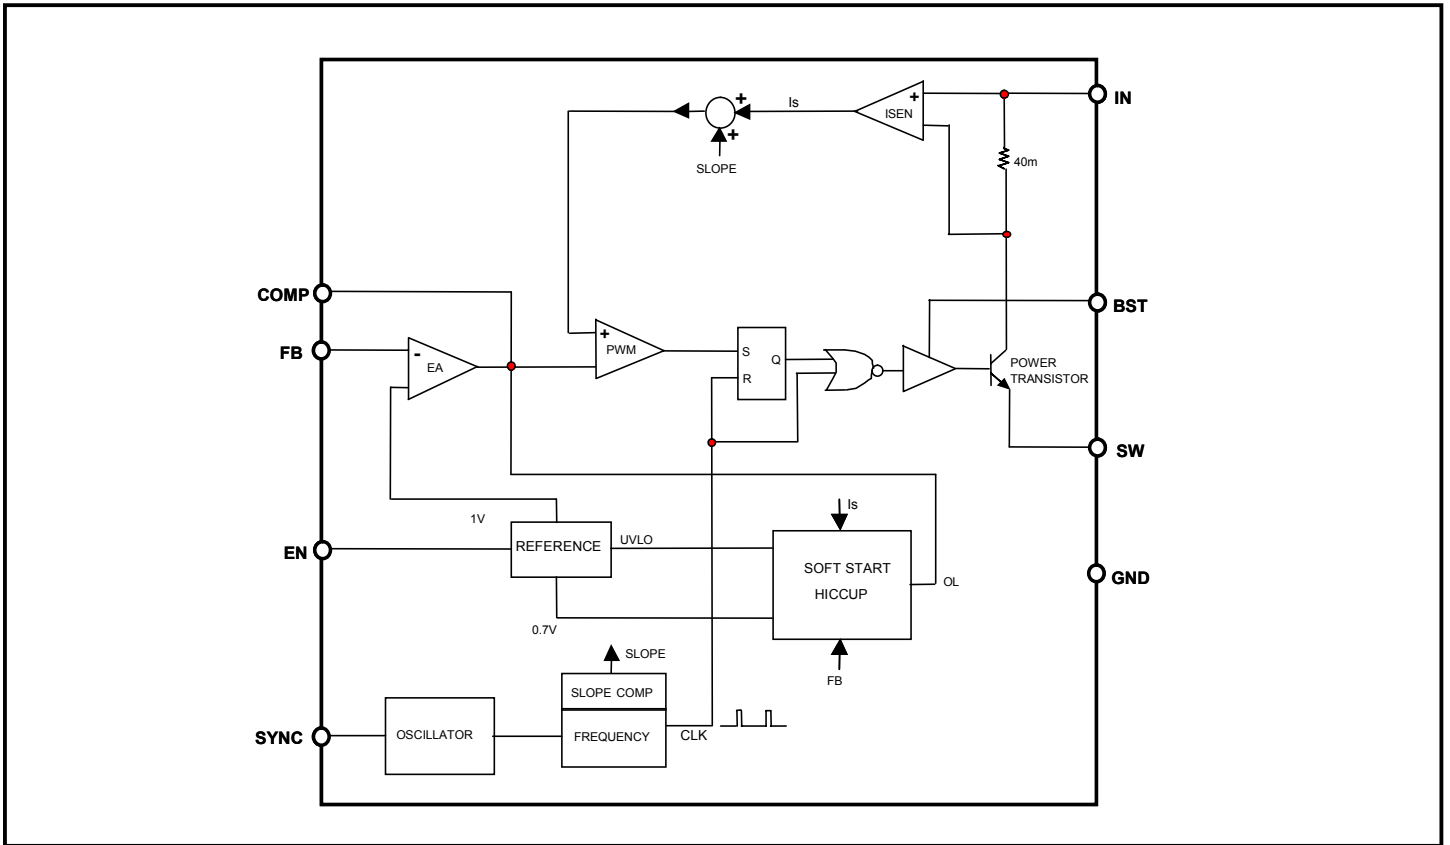 IN
+
Is
+
ISEN
+
40m
SLOPE
COMP
BST
FB
+
-
EA
PWM
S
Q
R
POWER
TRANSISTOR
SW
Is
1V
EN
REFERENCE
UVLO
SOFT START
HICCUP
OL
GND
0.7V
SLOPE
FB
SLOPE COMP
SYNC
OSCILLATOR
FREQUENCY
CLK